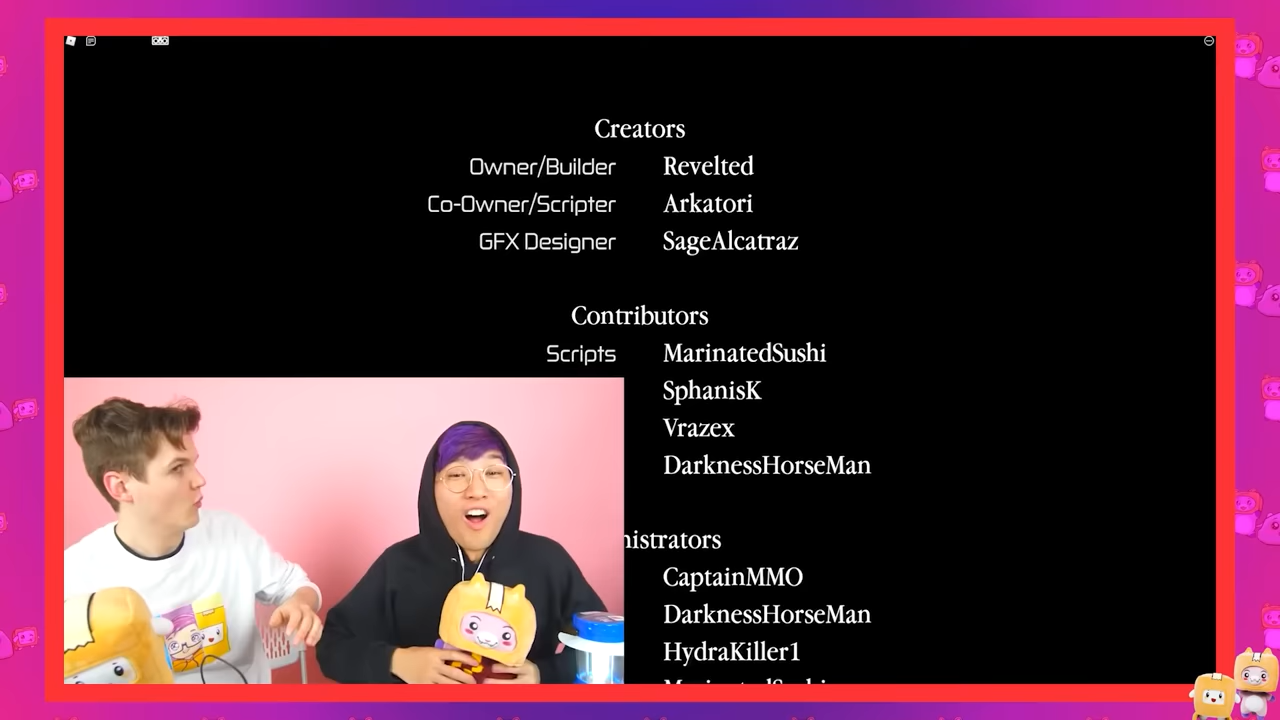 Creators
Owner/Builder Revelted
Co-Owner/Scripter Arkatori
GFX Designer SageAlcatraz
Contributors
Scripts MarinatedSushi
SphanisK
Vrazex
DarknessHorseMan
nistrators
CaptainMMO
DarknessHorseMan
HydraKiller1